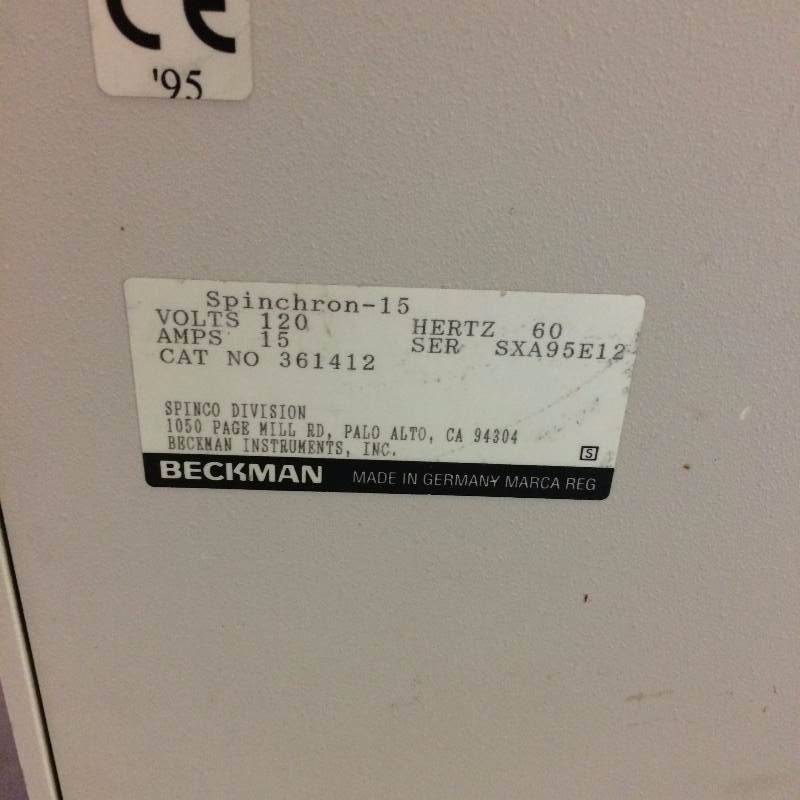 CE
'95
Spinchron-15
VOLTS 120 HERTZ 60
AMPS 15 SER SXA95E12
CAT NO 361412
SPINCO DIVISION
1050 PAGE MILL RD, PALO ALTO, CA 94304
BECKMAN INSTRUMENTS, INC.
S
BECKMAN MADE IN GERMANY MARCA REG